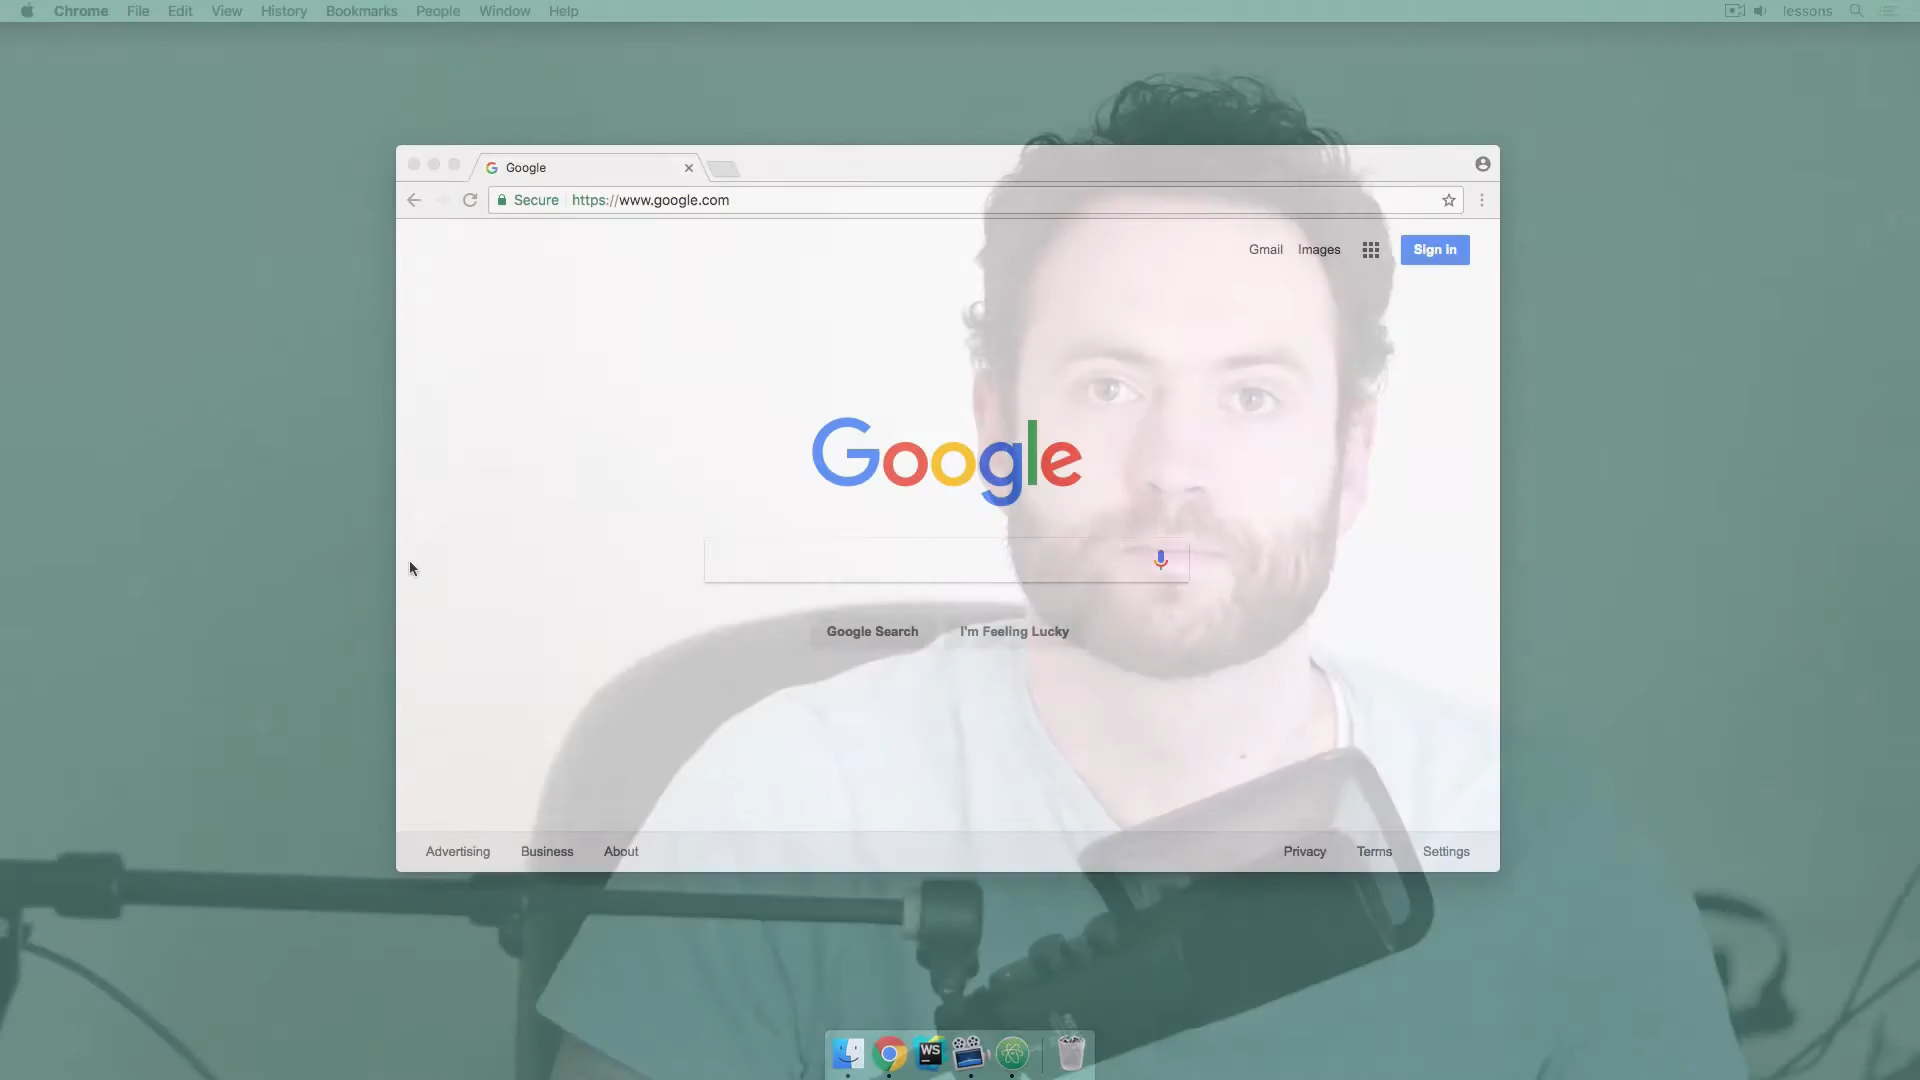 Chrome File Edit View History Bookmarks People Window Help lessons
Google
Secure https://www.google.com
Gmail Images Sign in
Google
Google Search I'm Feeling Lucky
Advertising Business About Privacy Terms Settings
WS